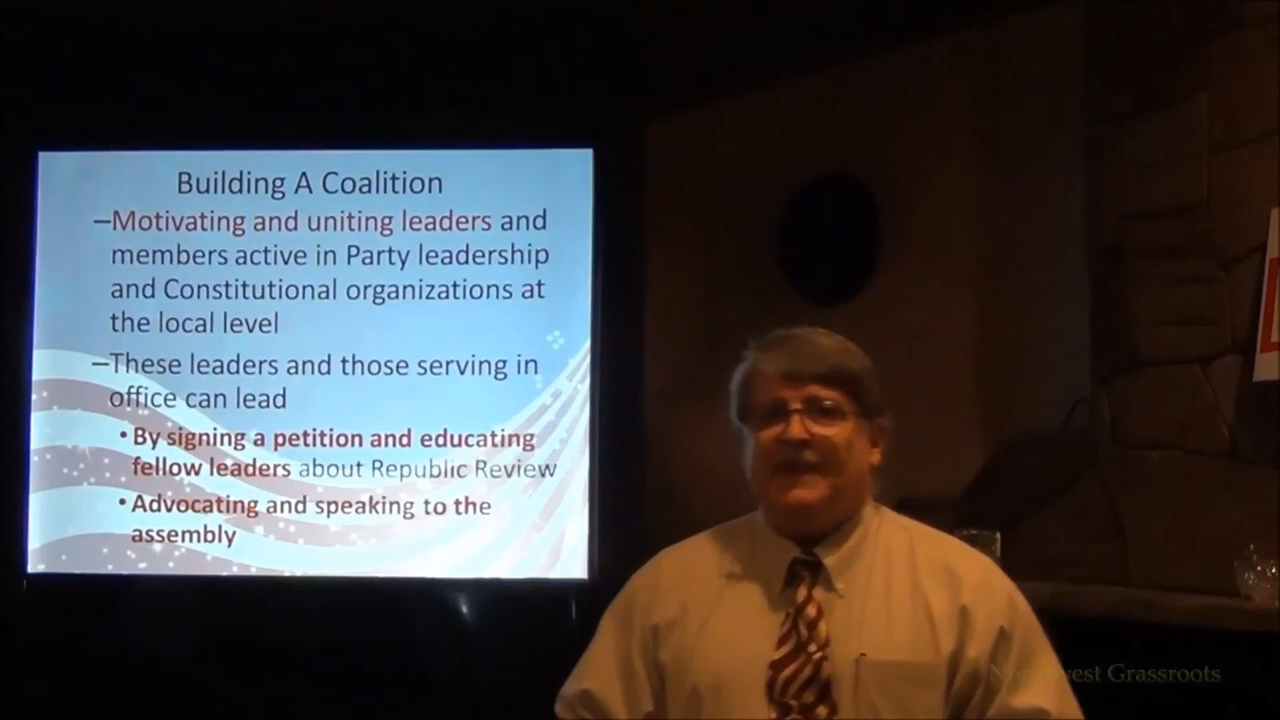 Building A Coalition
–Motivating and uniting leaders and
members active in Party leadership
and Constitutional organizations at
the local level
–These leaders and those serving in
office can lead
• By signing a petition and educating
fellow leaders about Republic Review
• Advocating and speaking to the
assembly
Northwest Grassroots